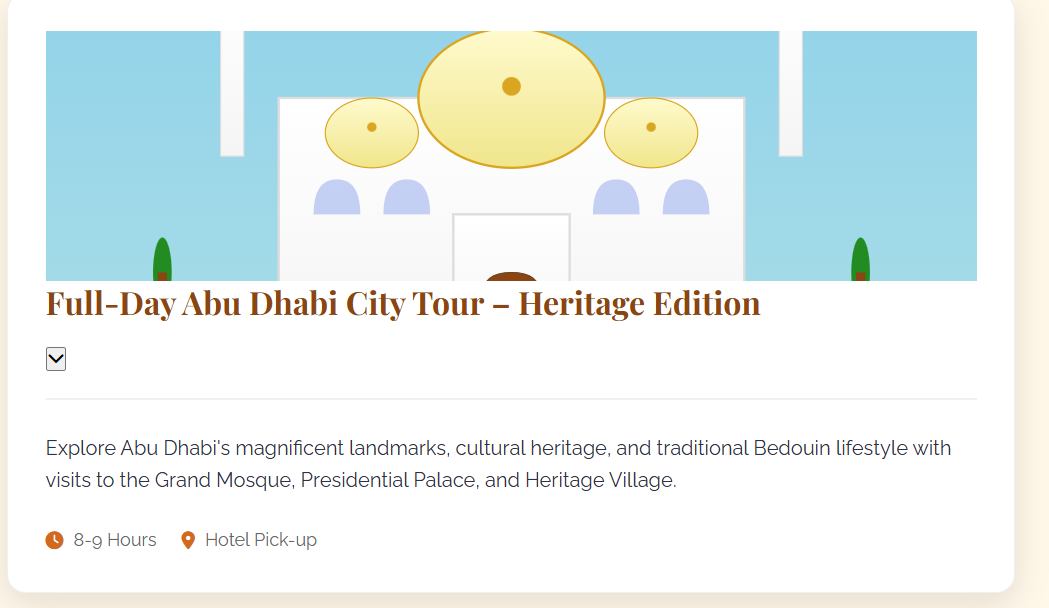 Full-Day Abu Dhabi City Tour – Heritage Edition
Explore Abu Dhabi's magnificent landmarks, cultural heritage, and traditional Bedouin lifestyle with
visits to the Grand Mosque, Presidential Palace, and Heritage Village.
8-9 Hours Hotel Pick-up